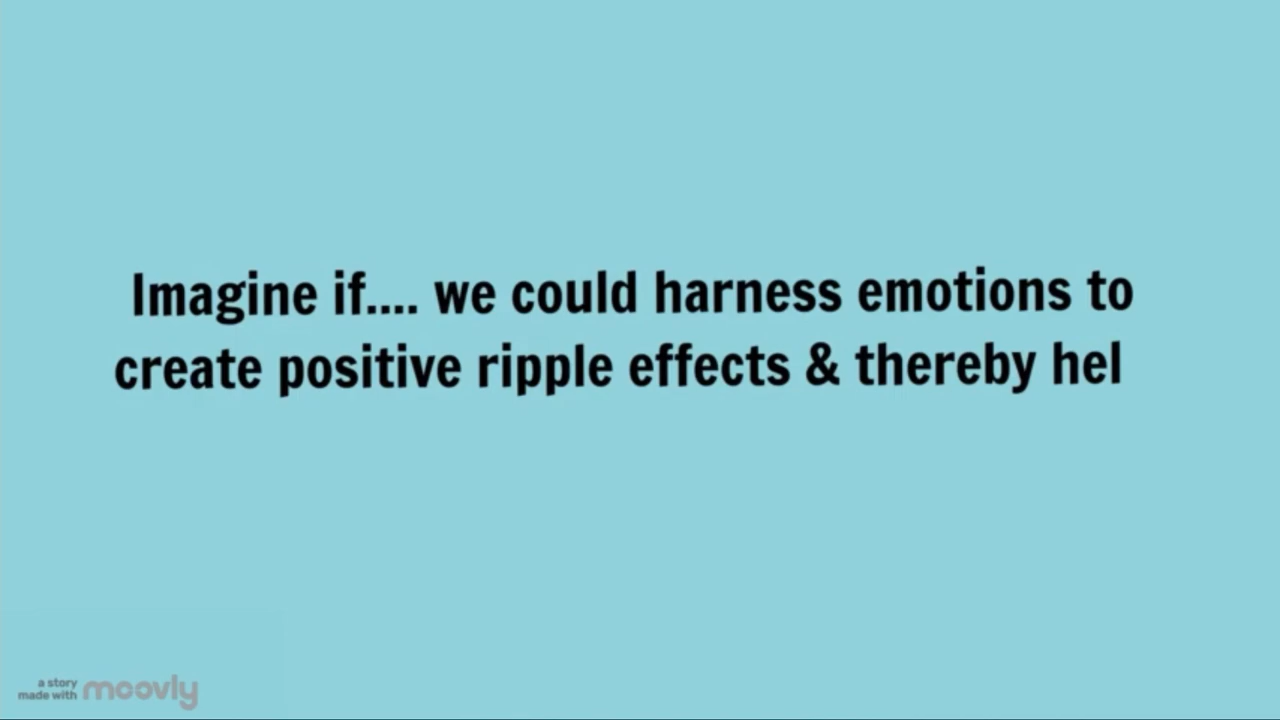 Imagine if.... we could harness emotions to
create positive ripple effects & thereby hel
a story
made with moovly